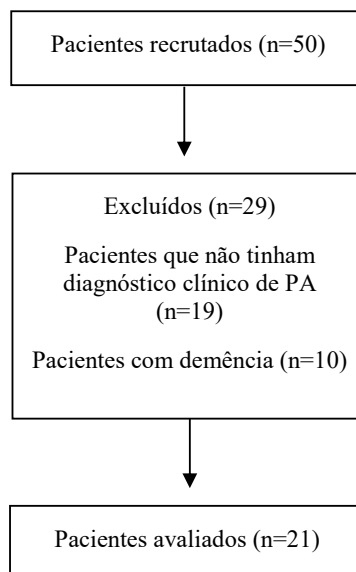 Pacientes recrutados (n=50)
Excluídos (n=29)
Pacientes que não tinham
diagnóstico clínico de PA
(n=19)
Pacientes com demência (n=10)
Pacientes avaliados (n=21)